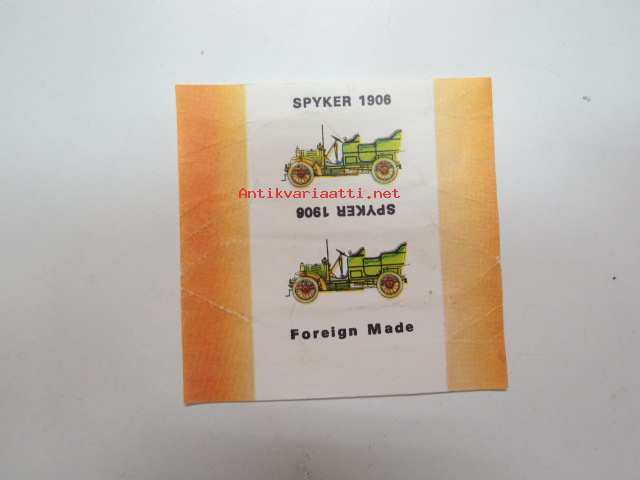 SPYKER 1906
Antikvariaatti.net
SPYKER 1906
Foreign Made